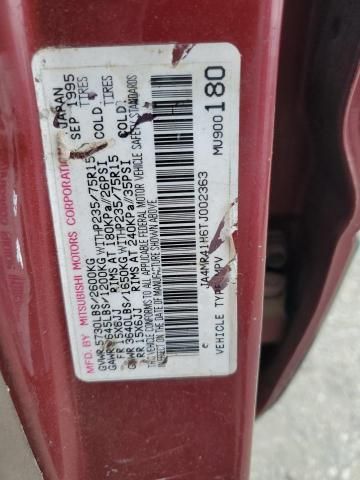 MFD. BY MITSUBISHI MOTORS CORPORATION JAPAN
SEP 1995
GVWR 5730LBS/2600KG
GAWR 2645LBS/1200KG WITH P235/75R15 TIRES
FR 15X6JJ RIMS AT 180KPa/26PSI COLD.
GAWR 3640LBS/1650KG WITH P235/75R15 TIRES
RR 15X6JJ RIMS AT 240KPa/35PSI COLD.
THIS VEHICLE CONFORMS TO ALL APPLICABLE
FEDERAL MOTOR VEHICLE SAFETY
STANDARDS IN EFFECT ON THE DATE OF
MANUFACTURE SHOWN ABOVE.
JA4MR41H6TJ002363
VEHICLE TYPE MPV
MU900180